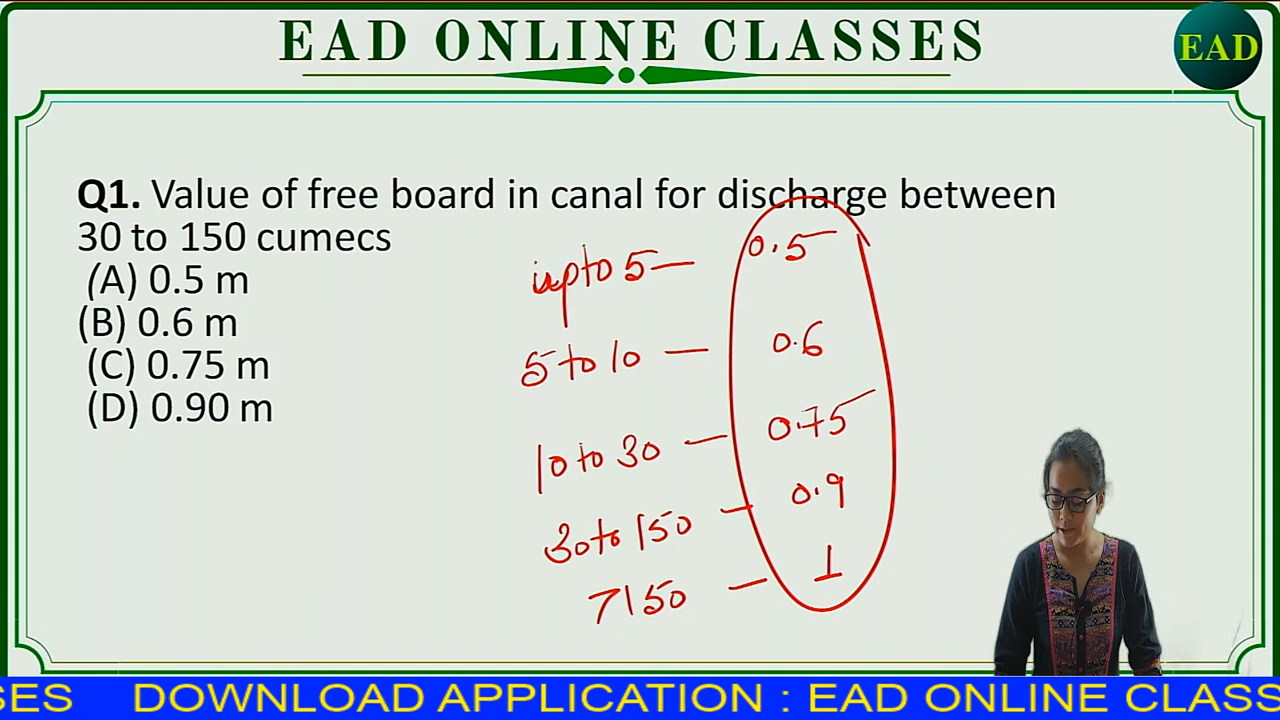 EAD ONLINE CLASSES
EAD
Q1. Value of free board in canal for discharge between
30 to 150 cumecs
(A) 0.5 m
(B) 0.6 m
(C) 0.75 m
(D) 0.90 m
upto 5 — 0.5
5 to 10 — 0.6
10 to 30 — 0.75
30 to 150 — 0.9
>150 — 1
SES DOWNLOAD APPLICATION : EAD ONLINE CLASS